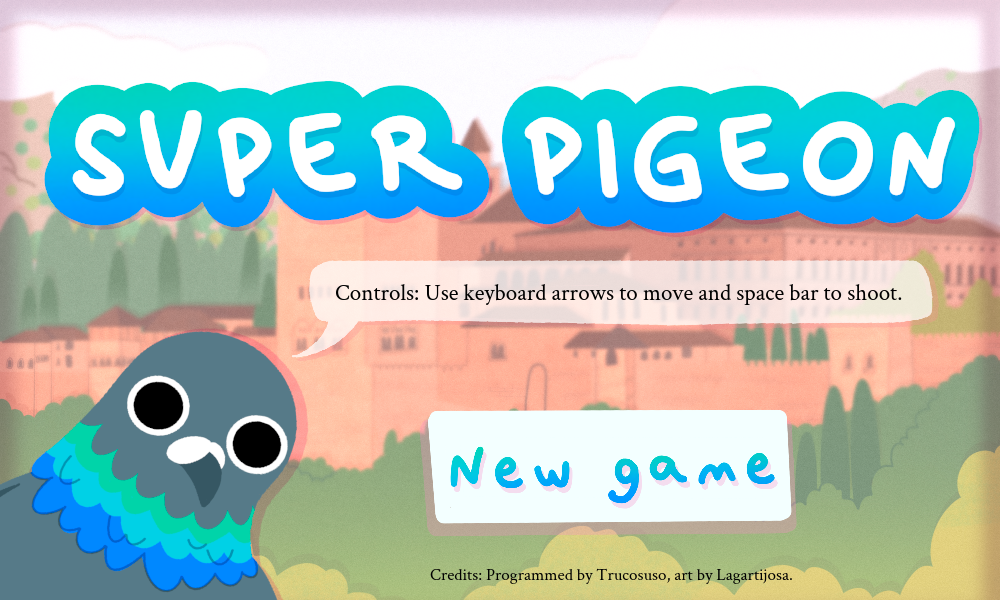 SUPER PIGEON
Controls: Use keyboard arrows to move and space bar to shoot.
New game
Credits: Programmed by Trucosuso, art by Lagartijosa.